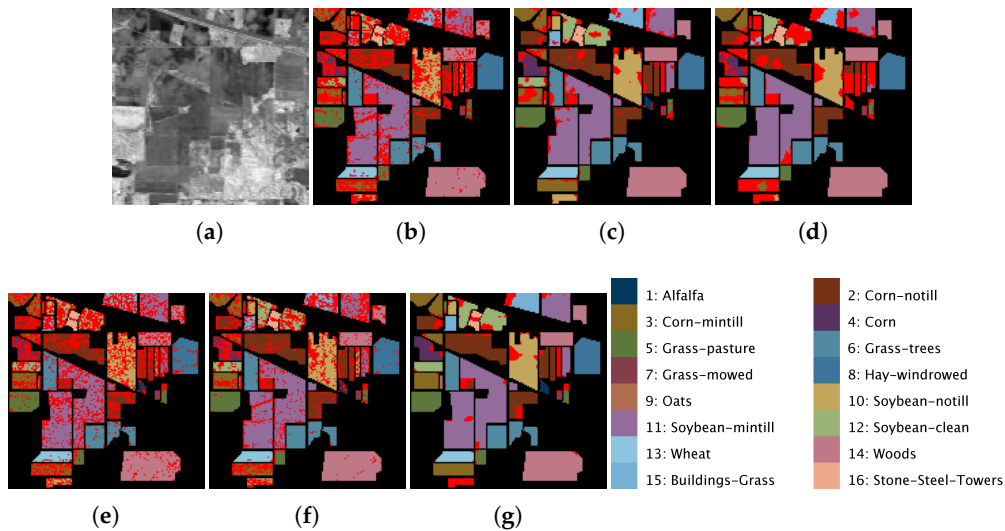 (a)
(b)
(c)
(d)
1: Alfalfa
2: Corn-notill
3: Corn-mintill
4: Corn
5: Grass-pasture
6: Grass-trees
7: Grass-mowed
8: Hay-windrowed
9: Oats
10: Soybean-notill
11: Soybean-mintill
12: Soybean-clean
13: Wheat
14: Woods
15: Buildings-Grass
16: Stone-Steel-Towers
(e)
(f)
(g)